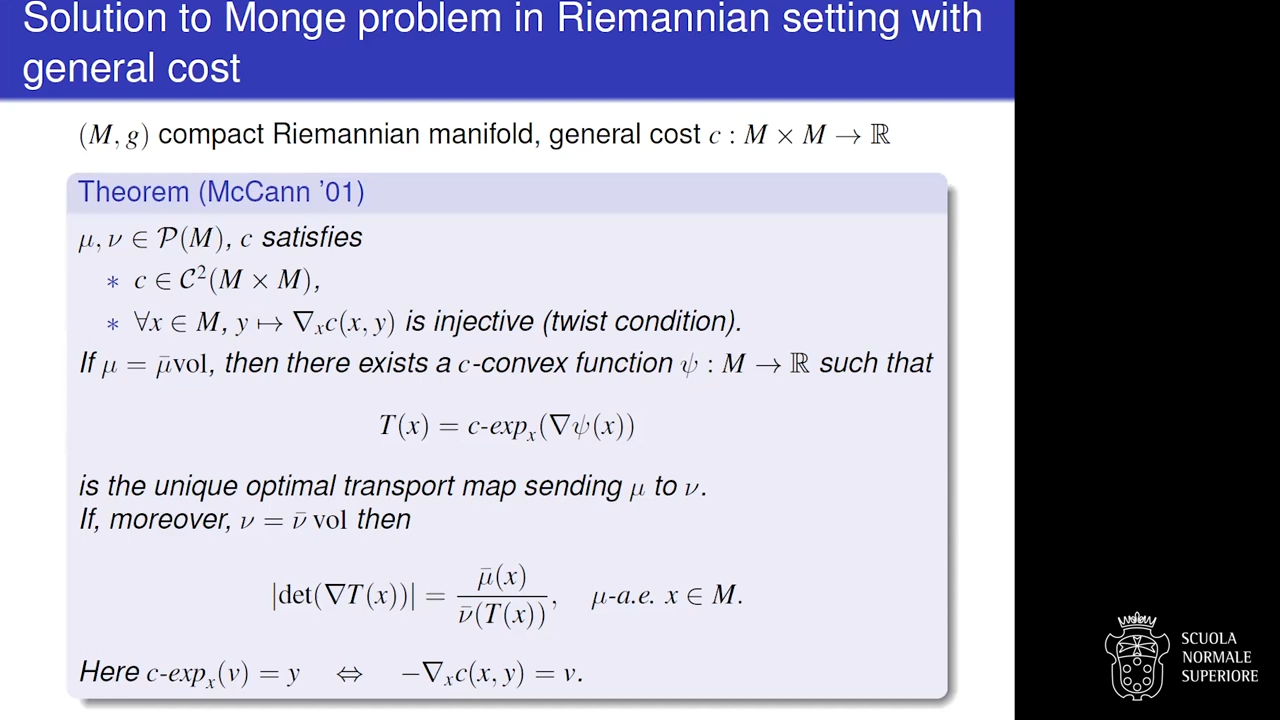 Solution to Monge problem in Riemannian setting with
general cost
(M, g) compact Riemannian manifold, general cost c : M × M → ℝ
Theorem (McCann '01)
μ, ν ∈ 𝒫(M), c satisfies
* c ∈ 𝒞²(M × M),
* ∀x ∈ M, y ↦ ∇ₓc(x, y) is injective (twist condition).
If μ = μ̄vol, then there exists a c-convex function ψ : M → ℝ such that
T(x) = c-expₓ(∇ψ(x))
is the unique optimal transport map sending μ to ν.
If, moreover, ν = ν̄ vol then
|det(∇T(x))| = μ̄(x) / ν̄(T(x)), μ-a.e. x ∈ M.
Here c-expₓ(v) = y ⇔ −∇ₓc(x, y) = v.
SCUOLA
NORMALE
SUPERIORE